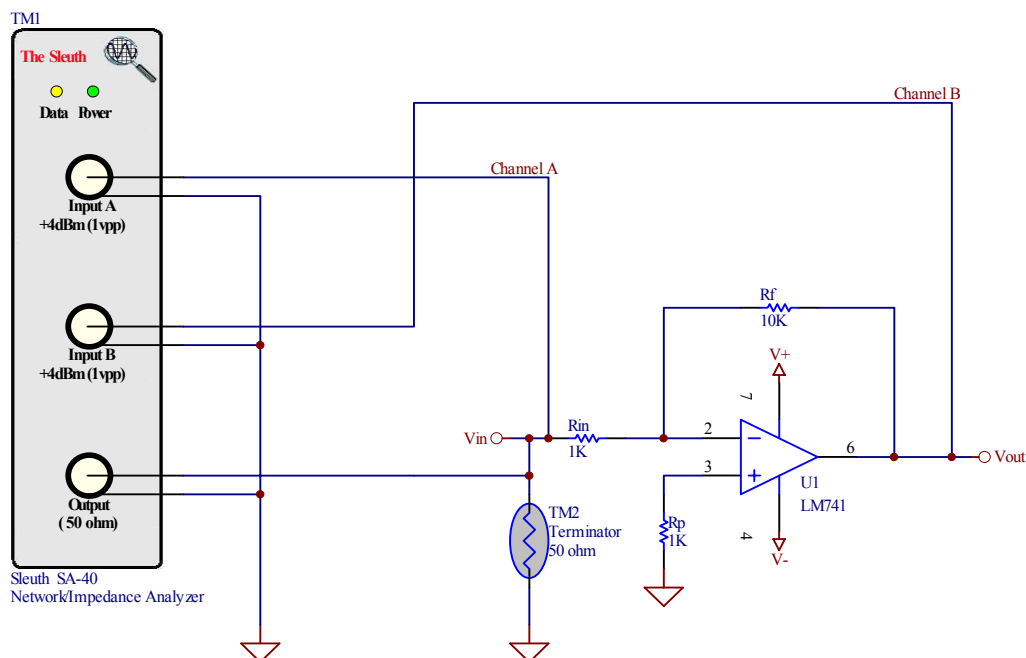 TM1
The Sleuth
Data Power
Input A
+4dBm (1vpp)
Input B
+4dBm (1vpp)
Output
( 50 ohm)
Sleuth SA-40
Network/Impedance Analyzer
Channel B
Channel A
Rf
10K
V+
7
Vin
Rin
1K
2
3
6
Vout
U1
LM741
Rp
1K
4
V-
TM2
Terminator
50 ohm